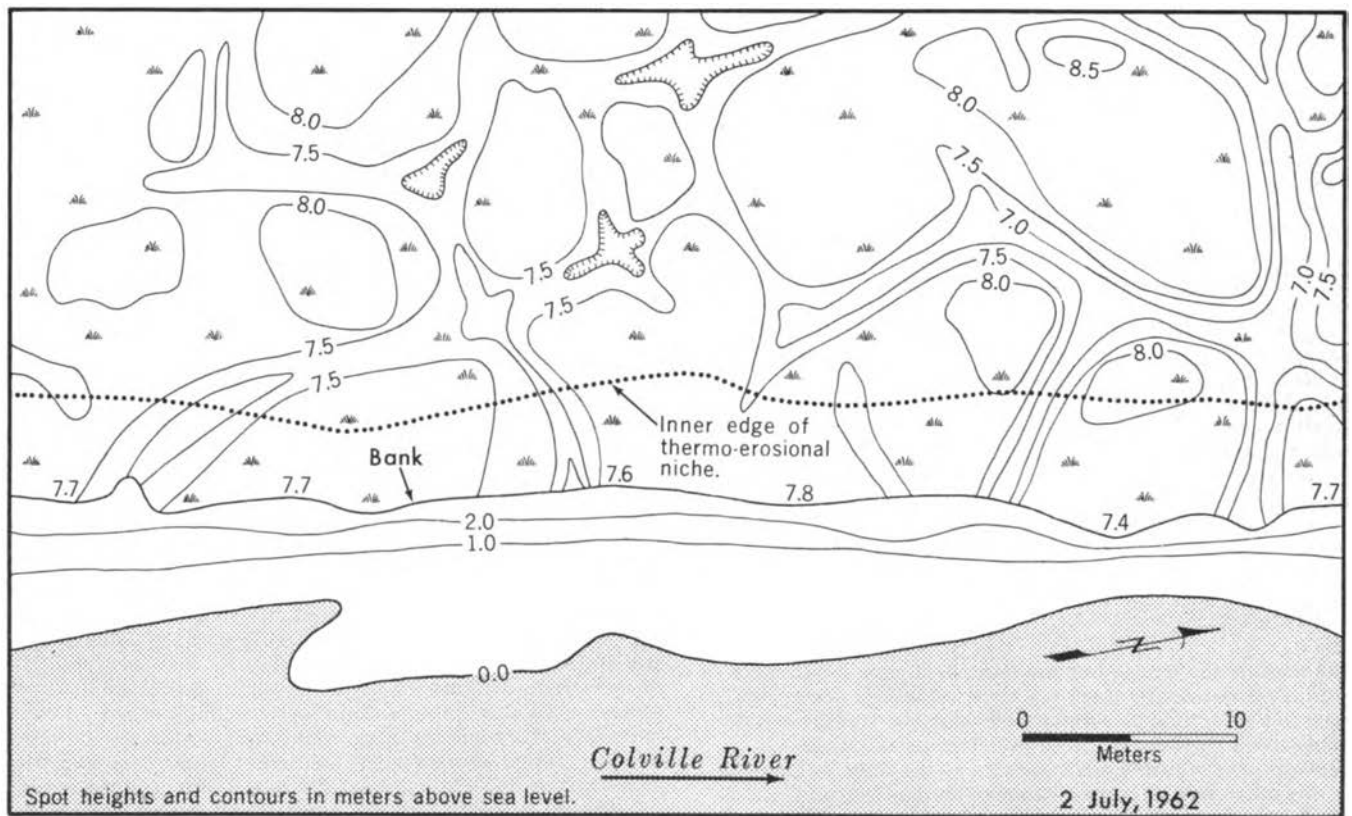 8.5
8.0
8.0
7.5
7.5
8.0
7.0
7.5
7.0
7.5
7.5
7.5
8.0
7.5
7.5
8.0
Inner edge of
thermo-erosional
niche.
Bank
7.7
7.7
7.6
7.8
7.4
7.7
2.0
1.0
N
0.0
0 10
Meters
Colville River
Spot heights and contours in meters above sea level.
2 July, 1962